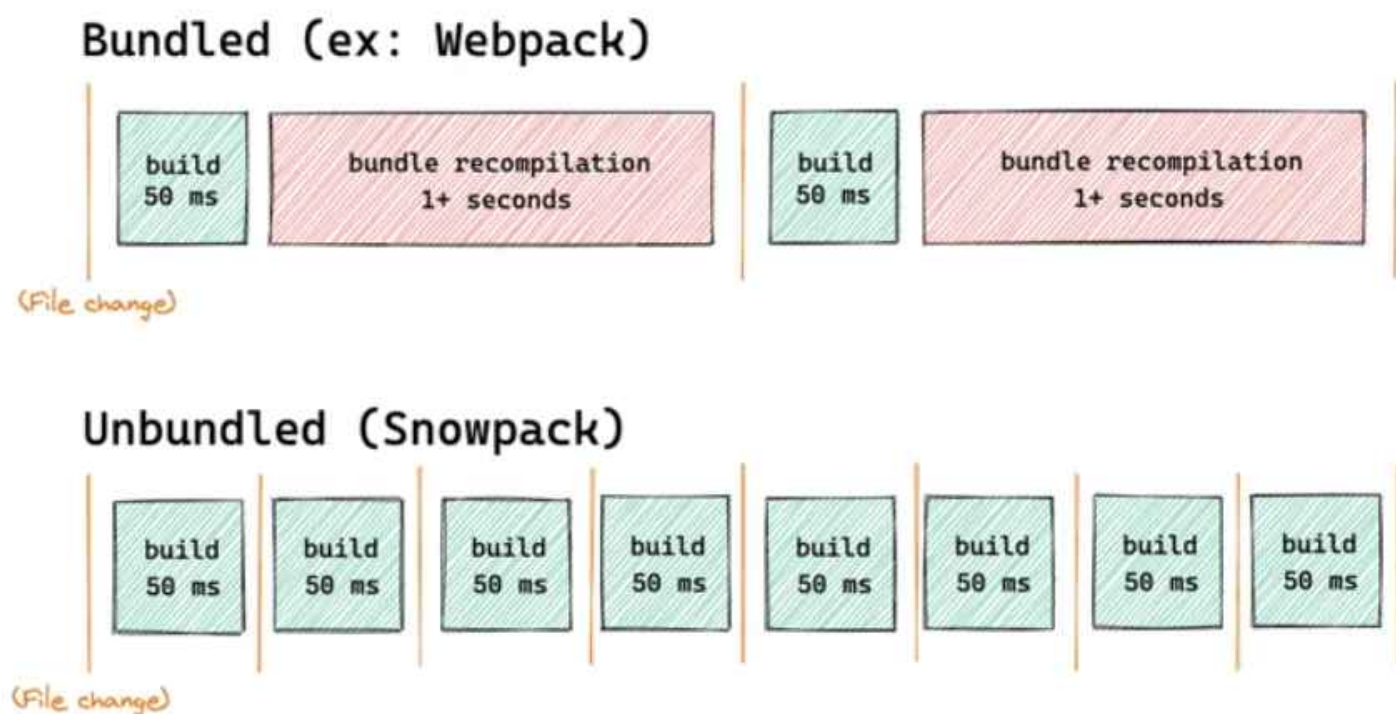 Bundled (ex: Webpack)
build
50 ms
bundle recompilation
1+ seconds
build
50 ms
bundle recompilation
1+ seconds
(File change)
Unbundled (Snowpack)
build
50 ms
build
50 ms
build
50 ms
build
50 ms
build
50 ms
build
50 ms
build
50 ms
build
50 ms
(File change)